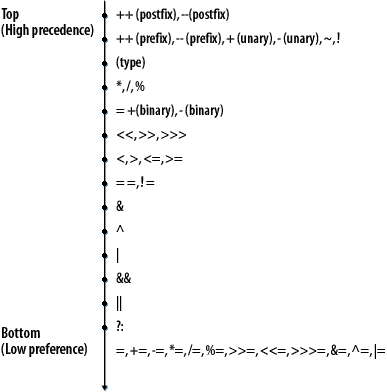 Top
(High precedence)
++ (postfix), --(postfix)
++ (prefix), -- (prefix), + (unary), - (unary), ~, !
(type)
*, /, %
= +(binary), - (binary)
<<, >>, >>>
<, >, <=, >=
= =, ! =
&
^
|
&&
||
?:
Bottom
(Low preference)
=, +=, -=, *=, /=, %=, >>=, <<=, >>>=, &=, ^=, |=